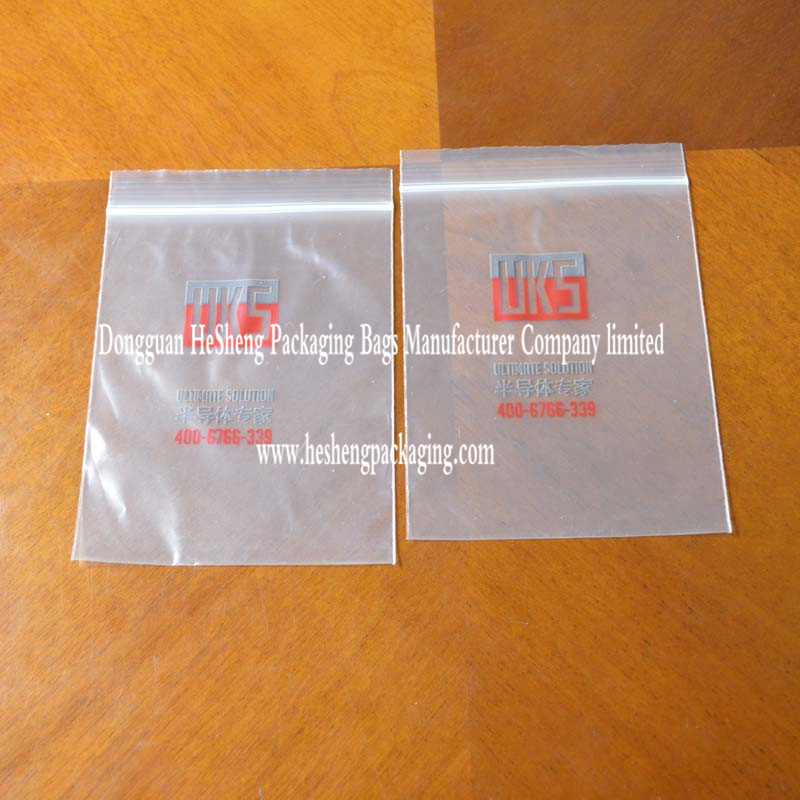 UKS
UKS
Dongguan HeSheng Packaging Bags Manufacturer Company limited
ULTIMATE SOLUTION
半导体专家
400-6766-339
ULTIMATE SOLUTION
半导体专家
400-6766-339
www.heshengpackaging.com